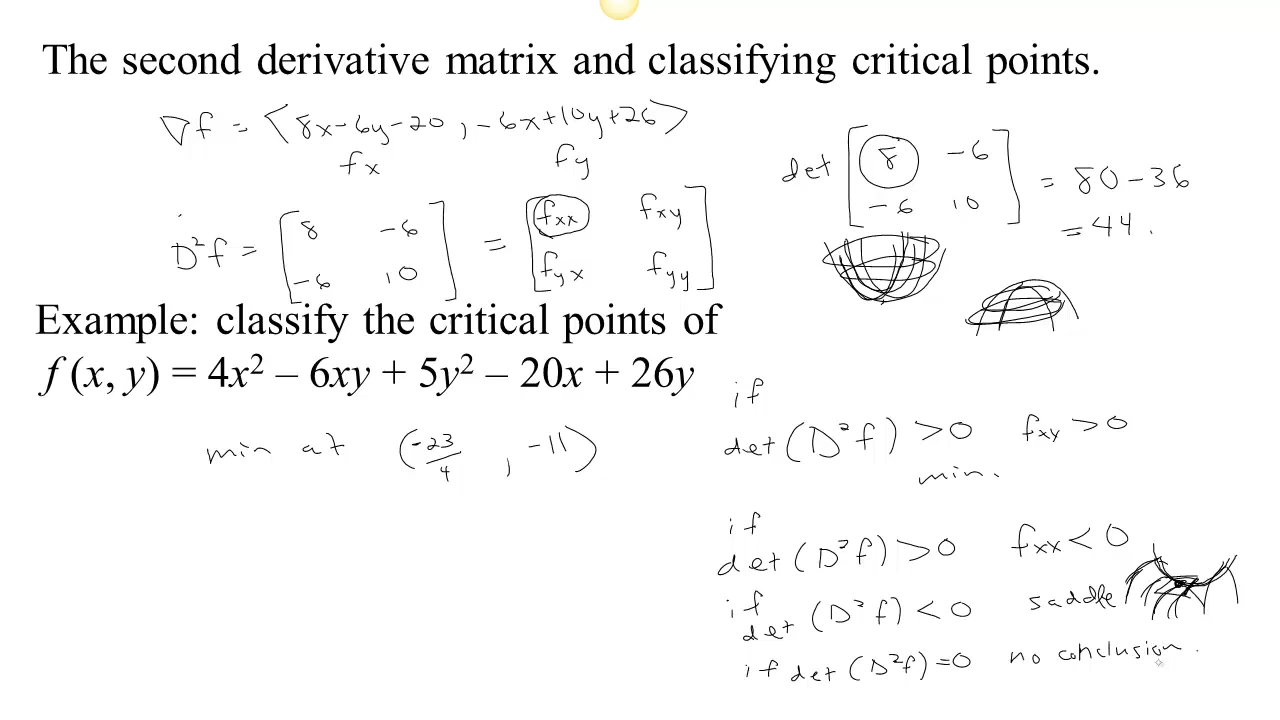 The second derivative matrix and classifying critical points.
∇f = ⟨8x-6y-20, -6x+10y+26⟩
fx fy
D²f = [8 -6 = [fxx fxy
-6 10] fyx fyy]
det [8 -6
-6 10] = 80-36
= 44.
Example: classify the critical points of
f (x, y) = 4x² – 6xy + 5y² – 20x + 26y
min at (-23/4, -11)
if
det (D²f) >0 fxy >0
min.
if
det (D²f) >0 fxx < 0
if
det (D²f) < 0 saddle
if det (D²f) =0 no conclusion.